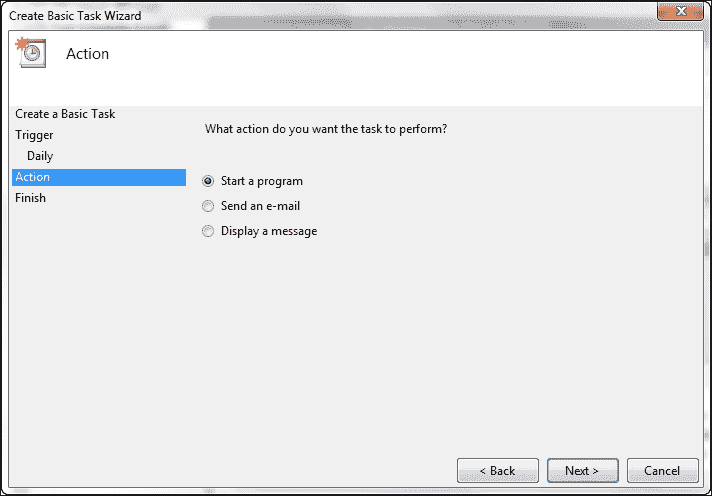 Create Basic Task Wizard
Action
Create a Basic Task
Trigger
Daily
Action
Finish
What action do you want the task to perform?
Start a program
Send an e-mail
Display a message
< Back
Next >
Cancel